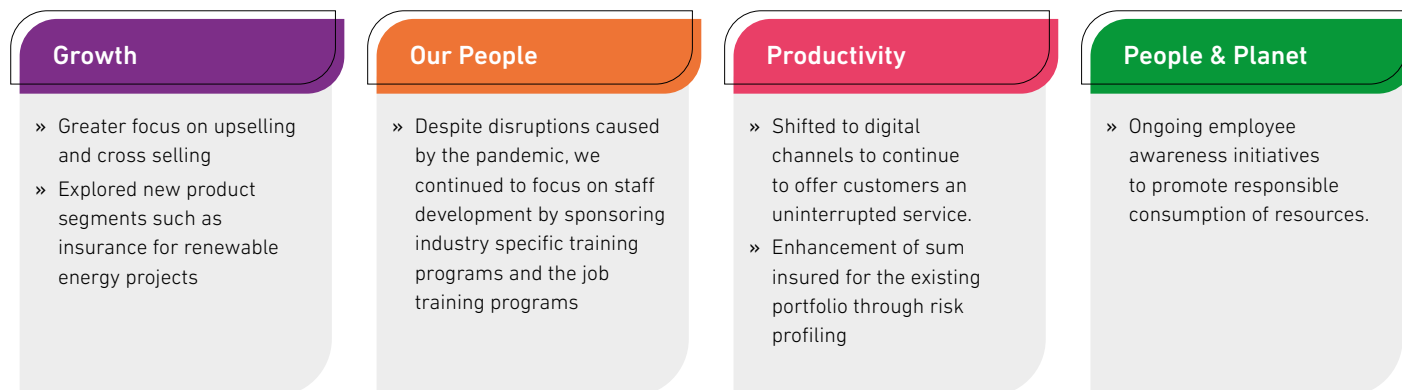 Growth
» Greater focus on upselling
and cross selling
» Explored new product
segments such as
insurance for renewable
energy projects
Our People
» Despite disruptions caused
by the pandemic, we
continued to focus on staff
development by sponsoring
industry specific training
programs and the job
training programs
Productivity
» Shifted to digital
channels to continue
to offer customers an
uninterrupted service.
» Enhancement of sum
insured for the existing
portfolio through risk
profiling
People & Planet
» Ongoing employee
awareness initiatives
to promote responsible
consumption of resources.